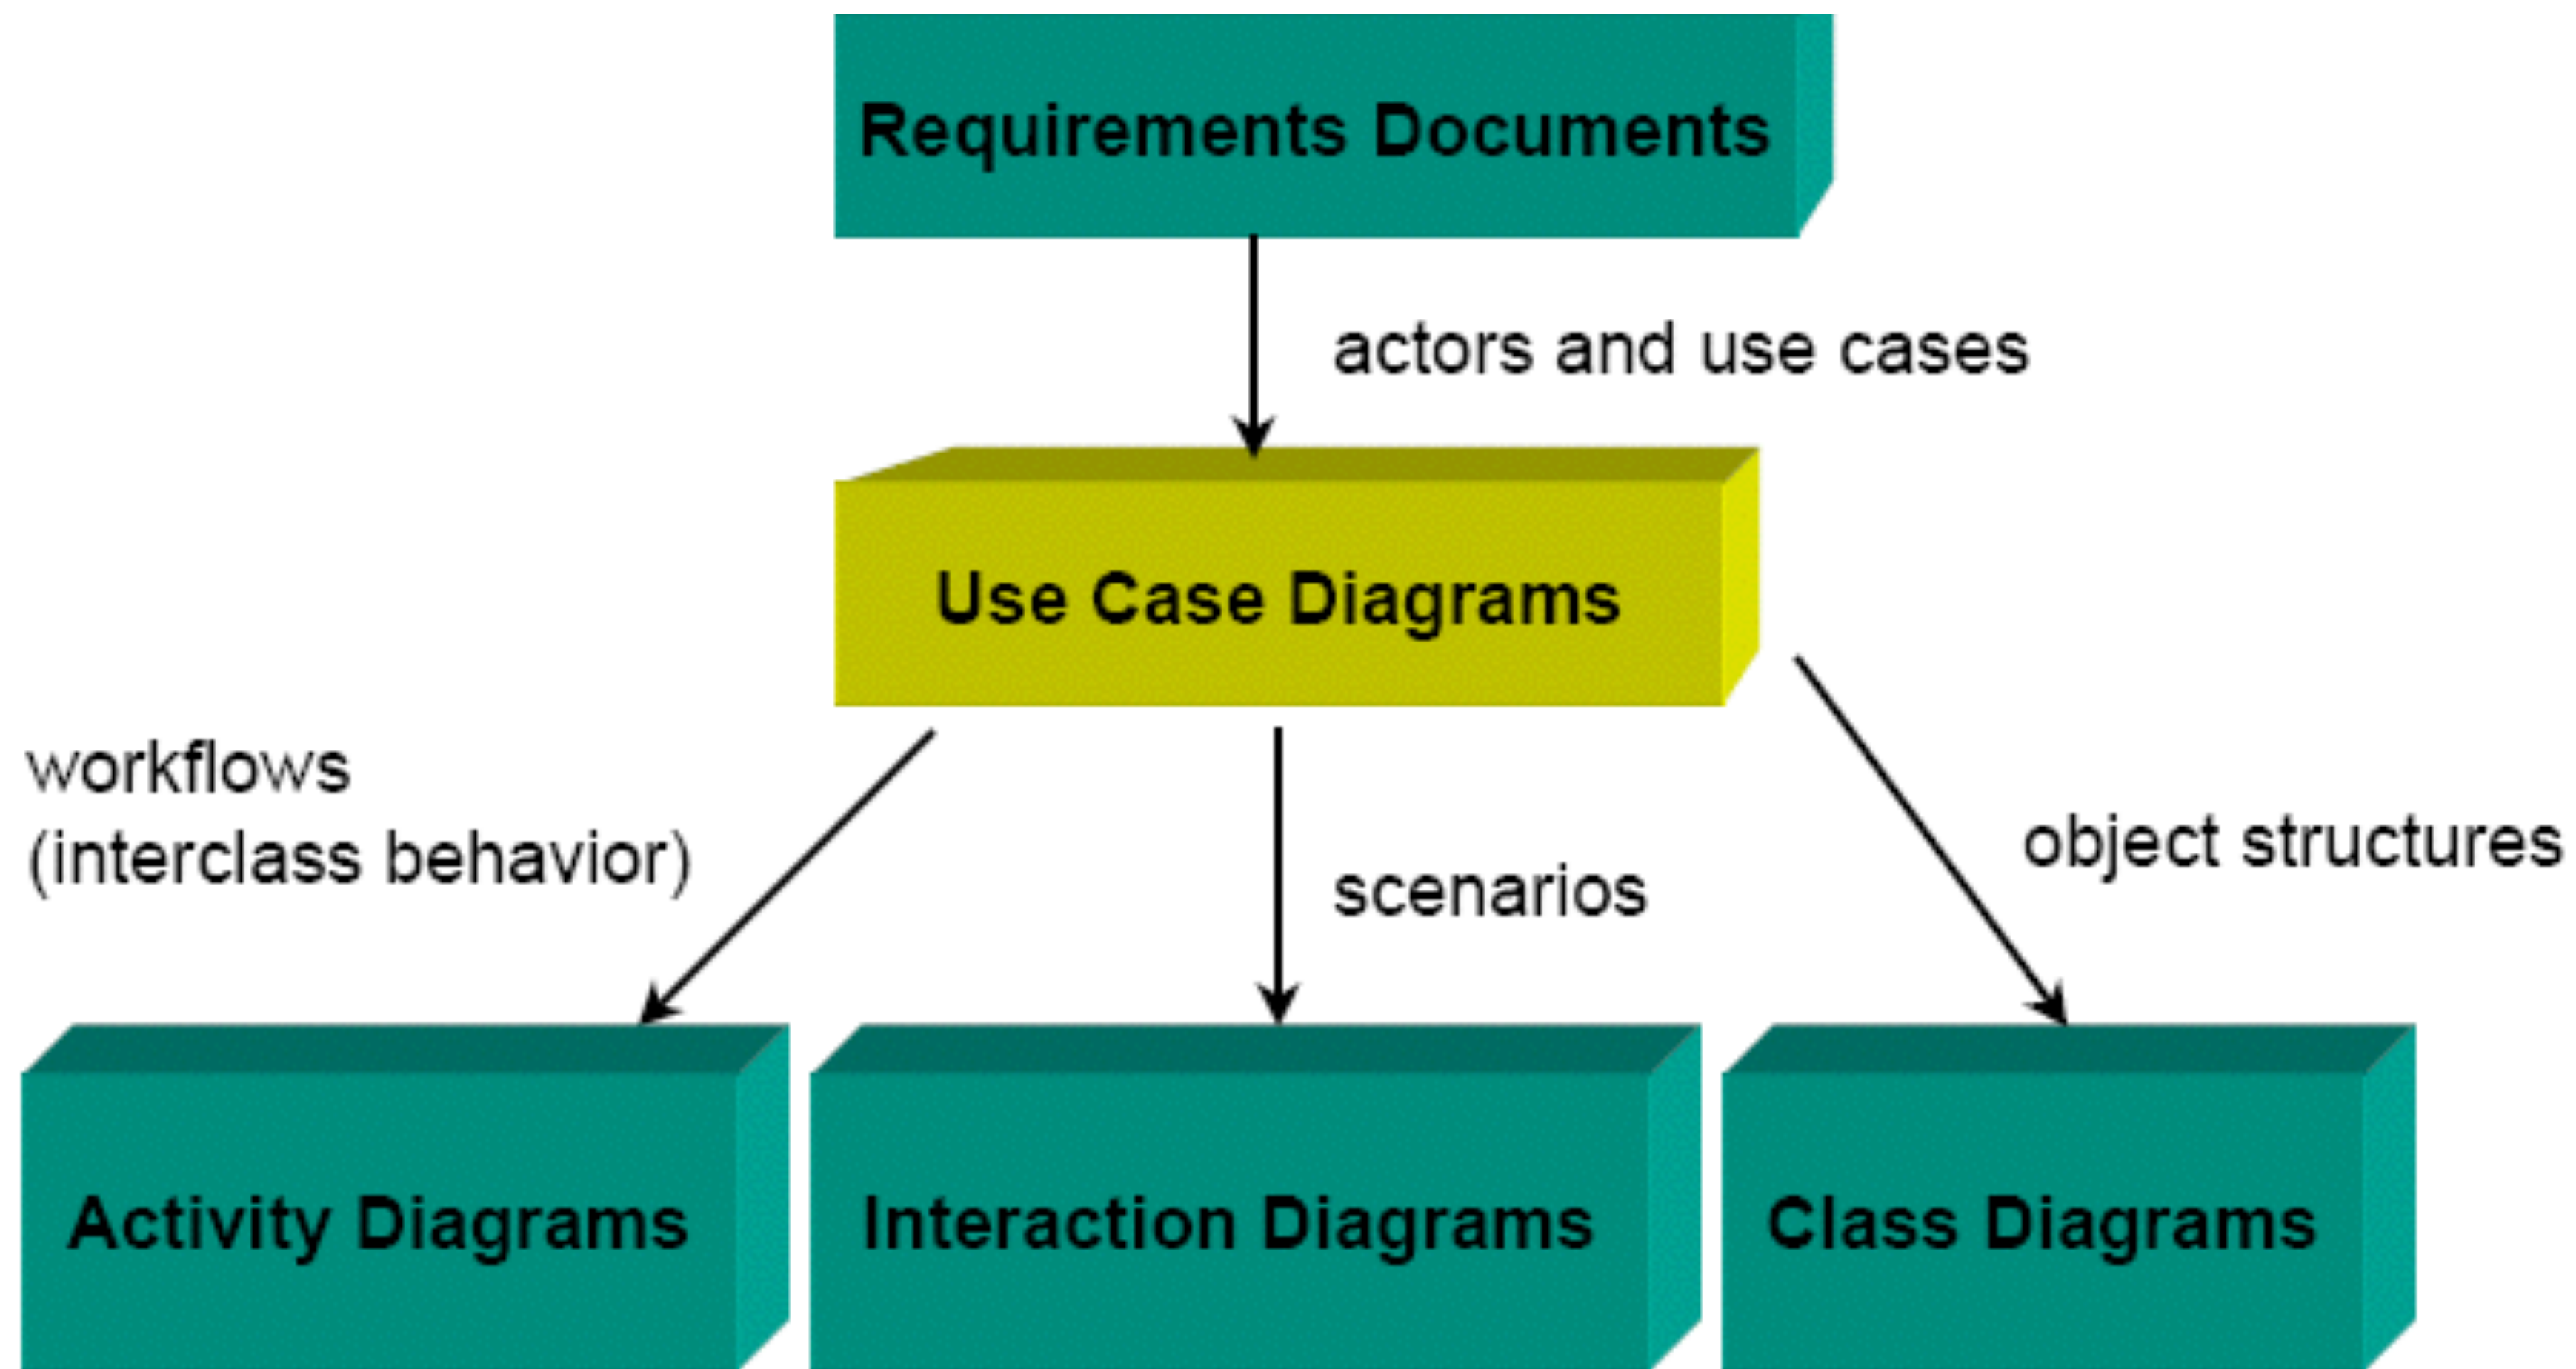 Requirements Documents
actors and use cases
Use Case Diagrams
workflows
(interclass behavior)
scenarios
object structures
Activity Diagrams
Interaction Diagrams
Class Diagrams